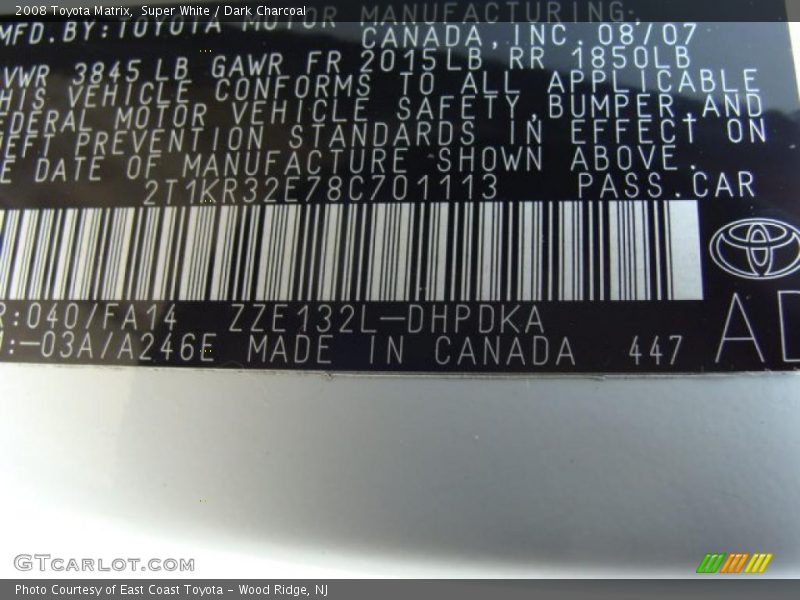 2008 Toyota Matrix, Super White / Dark Charcoal
MFD.BY:TOYOTA MOTOR MANUFACTURING
CANADA,INC.08/07
VWR 3845 LB GAWR FR 2015LB RR 1850LB
HIS VEHICLE CONFORMS TO ALL APPLICABLE
EDERAL MOTOR VEHICLE SAFETY,BUMPER AND
EFT PREVENTION STANDARDS IN EFFECT ON
E DATE OF MANUFACTURE SHOWN ABOVE.
2T1KR32E78C701113 PASS.CAR
R:040/FA14 ZZE132L-DHPDKA
:-03A/A246E MADE IN CANADA 447 AD
GTCARLOT.COM
Photo Courtesy of East Coast Toyota - Wood Ridge, NJ